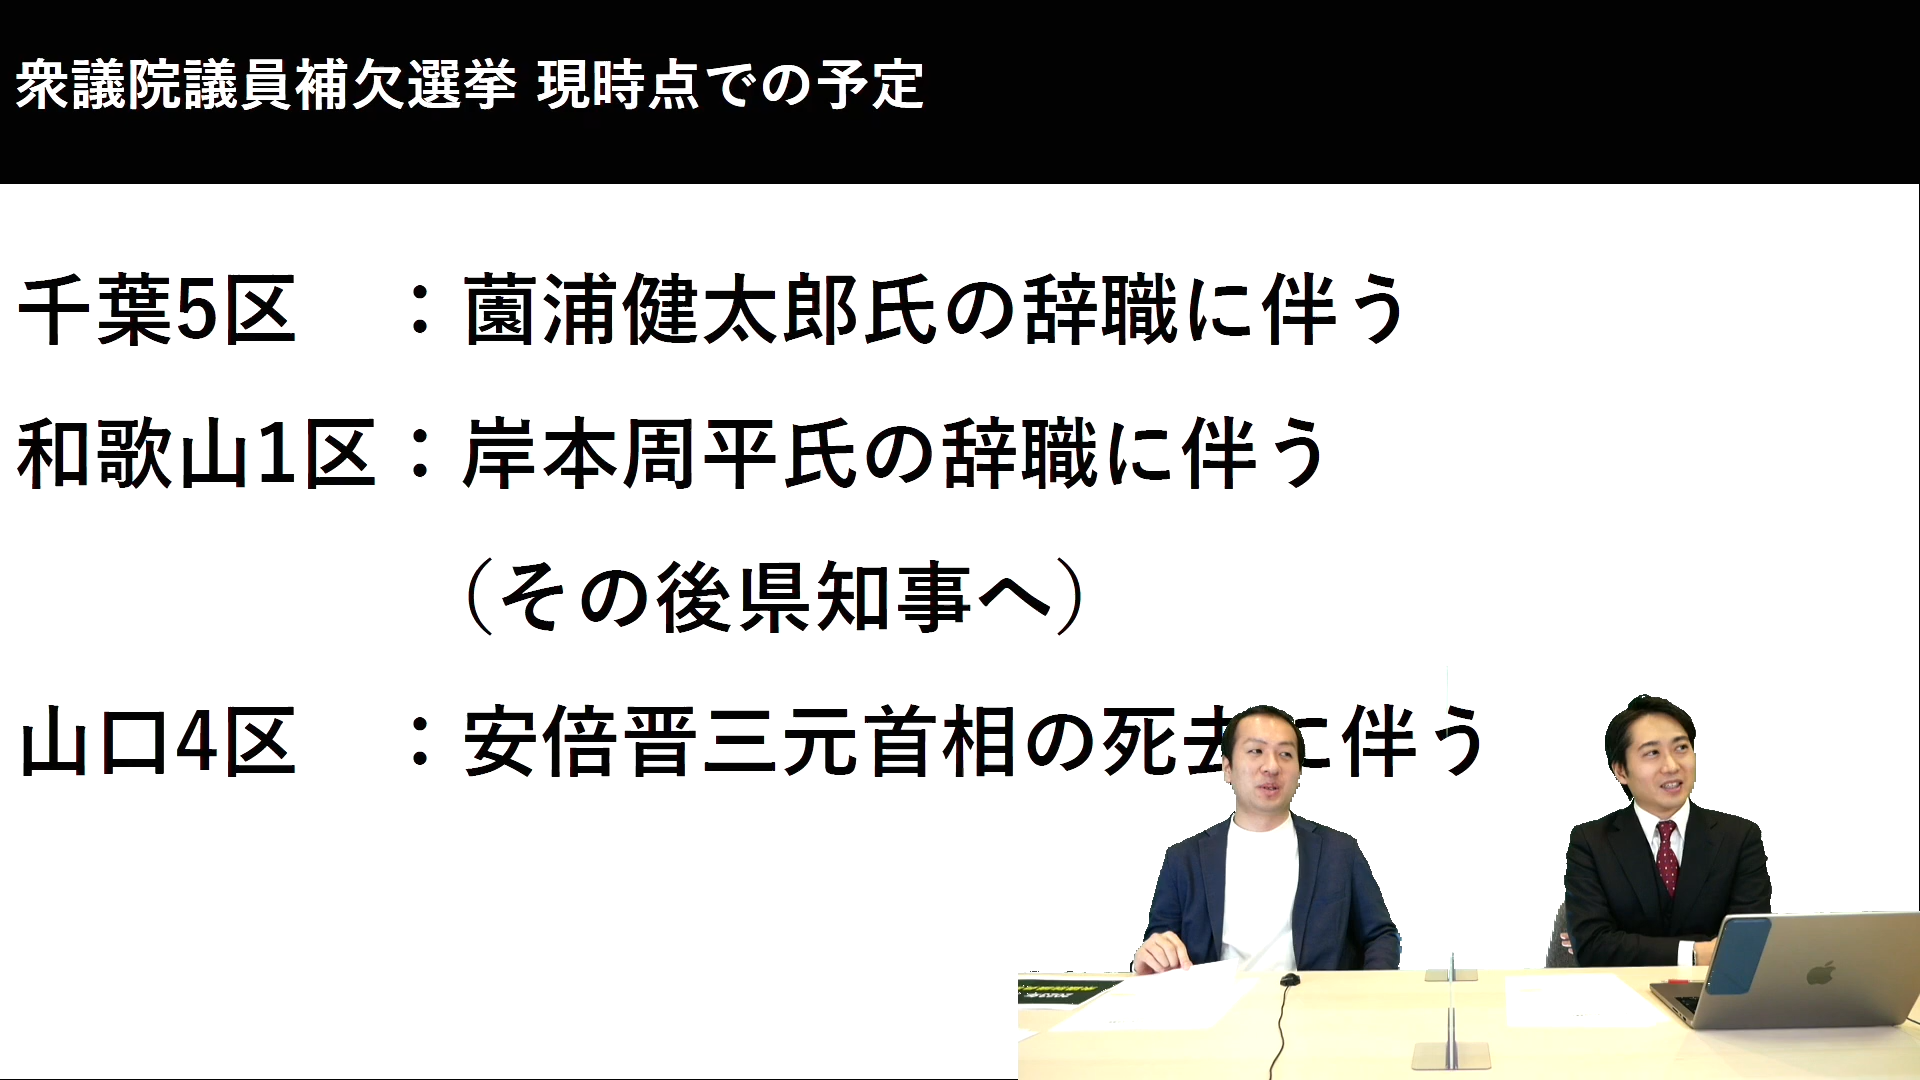 衆議院議員補欠選挙 現時点での予定
千葉5区　：薗浦健太郎氏の辞職に伴う
和歌山1区：岸本周平氏の辞職に伴う
（その後県知事へ）
山口4区　：安倍晋三元首相の死去に伴う